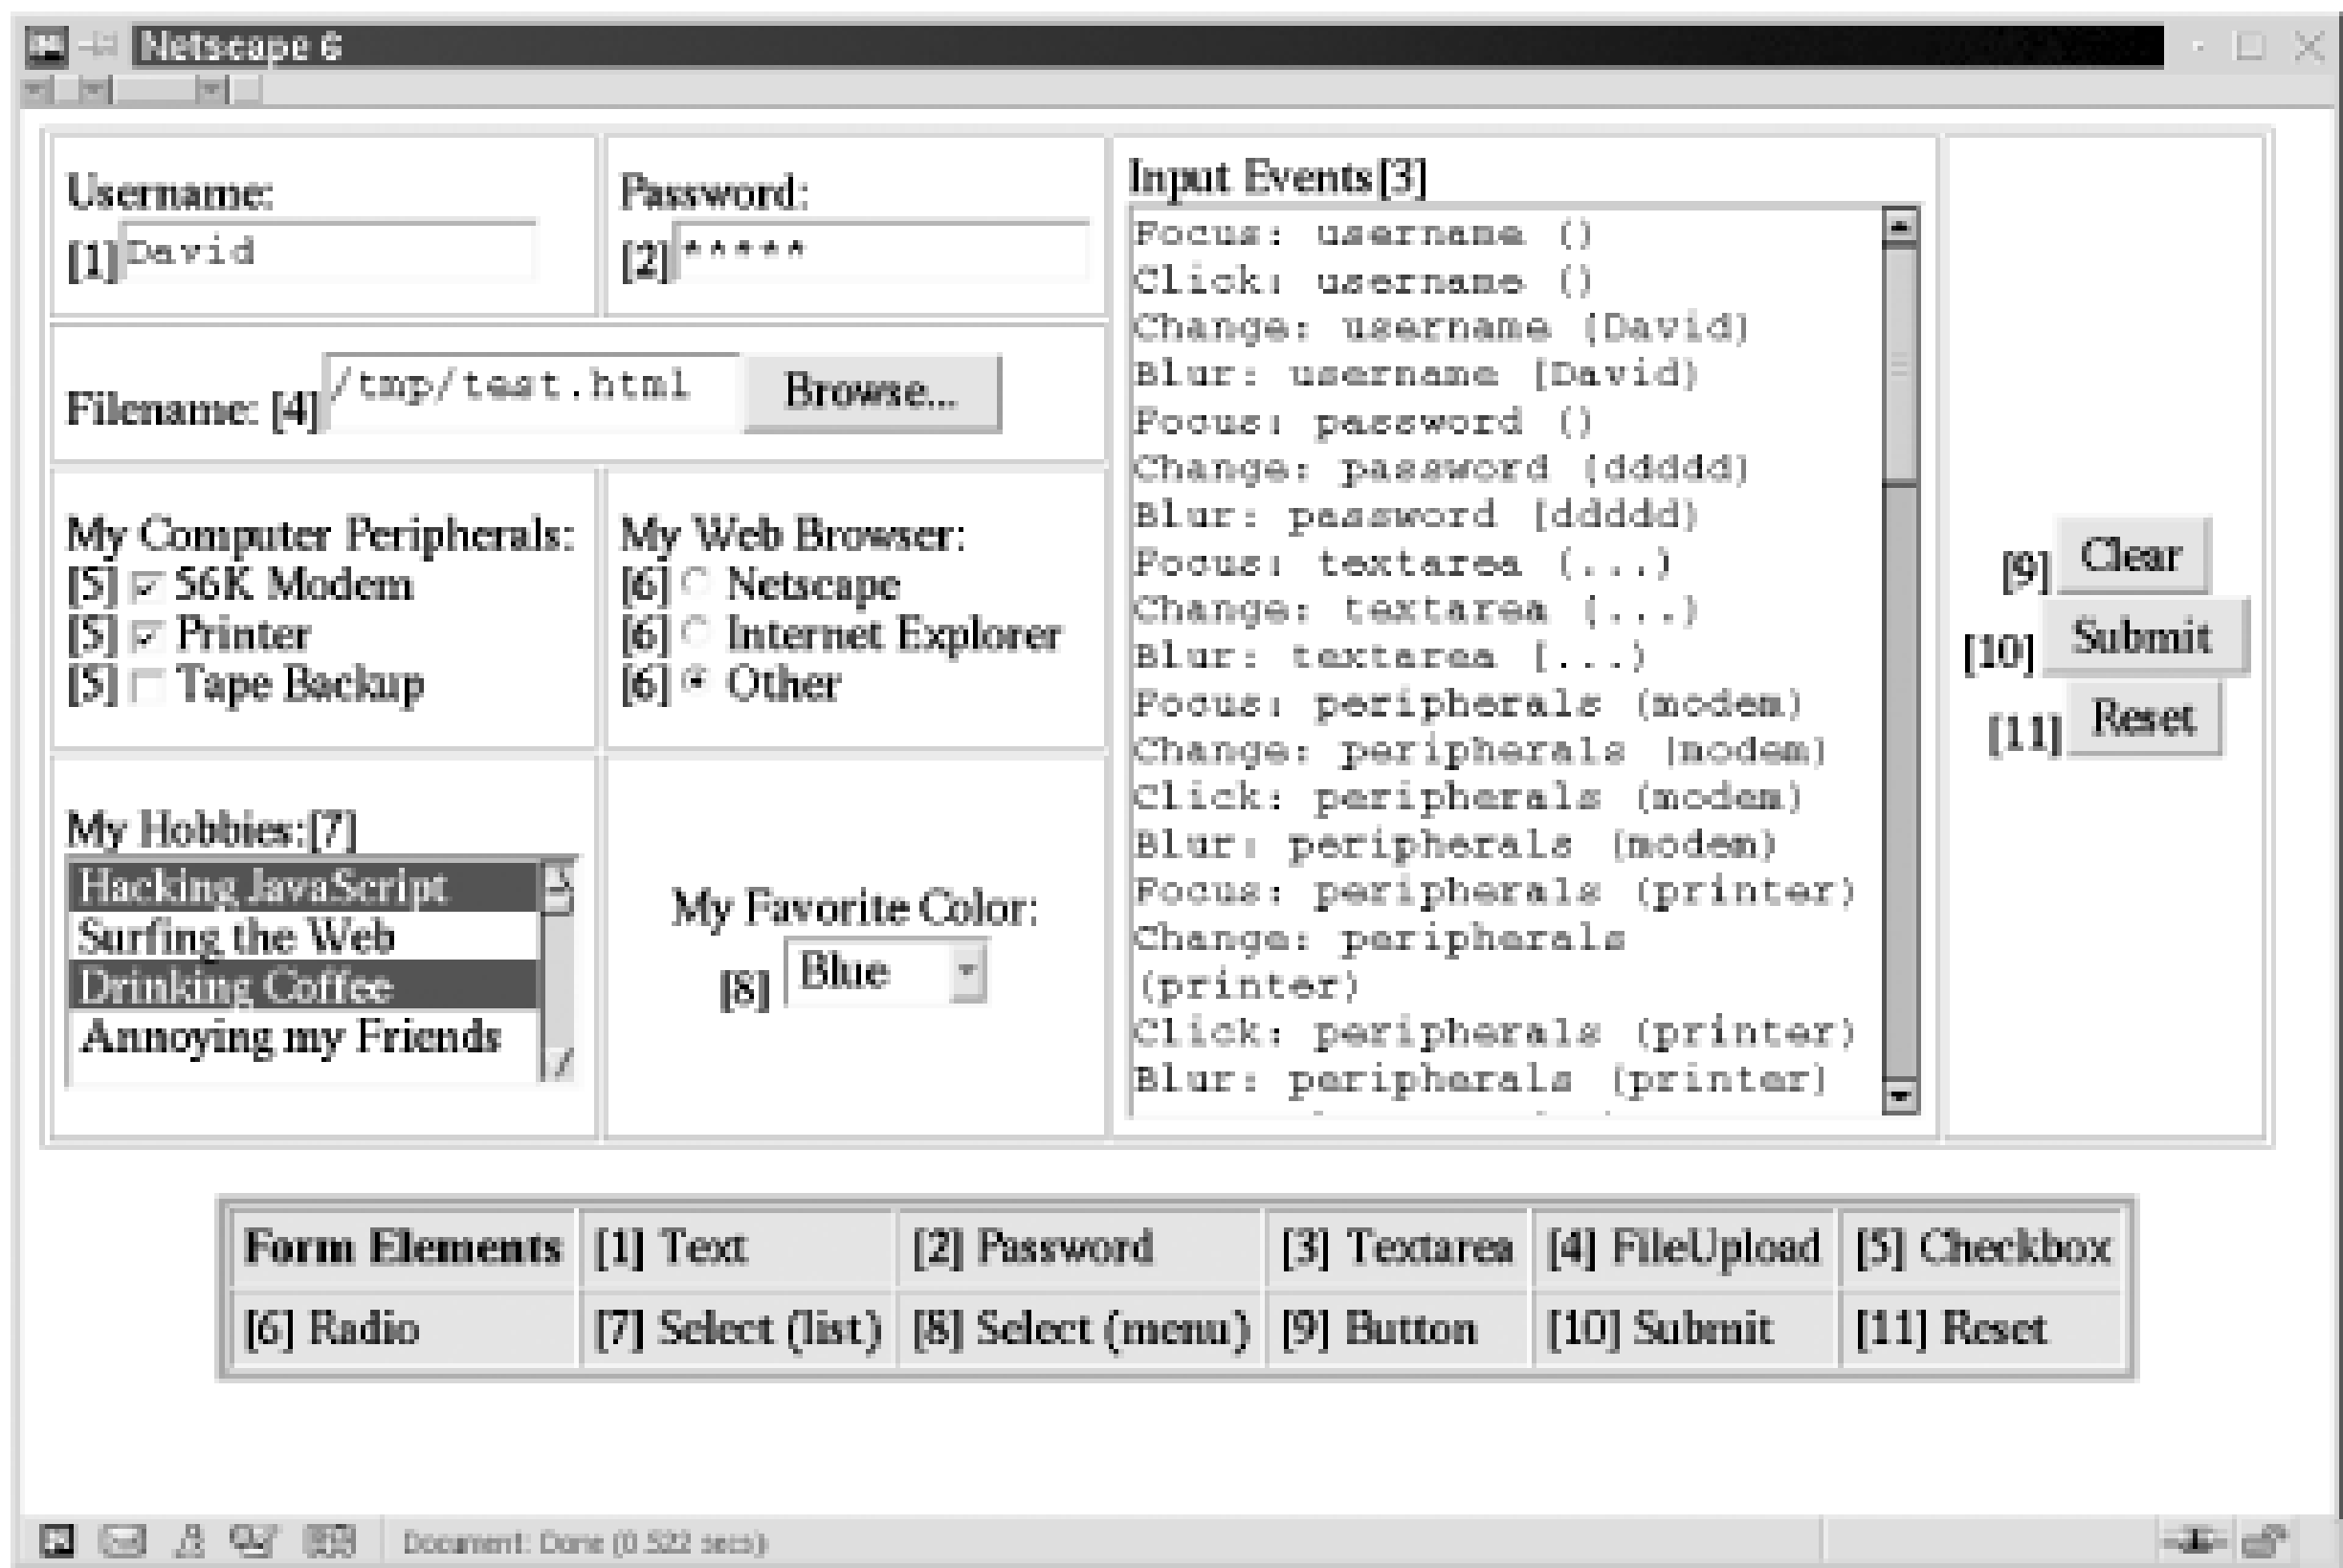 Netscape 6
Username:
[1] David
Password:
[2] *****
Filename: [4] /tmp/test.html Browse...
My Computer Peripherals:
[5] 56K Modem
[5] Printer
[5] Tape Backup
My Web Browser:
[6] Netscape
[6] Internet Explorer
[6] Other
My Hobbies:[7]
Hacking JavaScript
Surfing the Web
Drinking Coffee
Annoying my Friends
My Favorite Color:
[8] Blue
Input Events[3]
Focus: username ()
Click: username ()
Change: username (David)
Blur: username (David)
Focus: password ()
Change: password (ddddd)
Blur: password (ddddd)
Focus: textarea (...)
Change: textarea (...)
Blur: textarea (...)
Focus: peripherals (modem)
Change: peripherals (modem)
Click: peripherals (modem)
Blur: peripherals (modem)
Focus: peripherals (printer)
Change: peripherals
(printer)
Click: peripherals (printer)
Blur: peripherals (printer)
[9] Clear
[10] Submit
[11] Reset
Form Elements [1] Text [2] Password [3] Textarea [4] FileUpload [5] Checkbox
[6] Radio [7] Select (list) [8] Select (menu) [9] Button [10] Submit [11] Reset
Document: Done (0.522 secs)